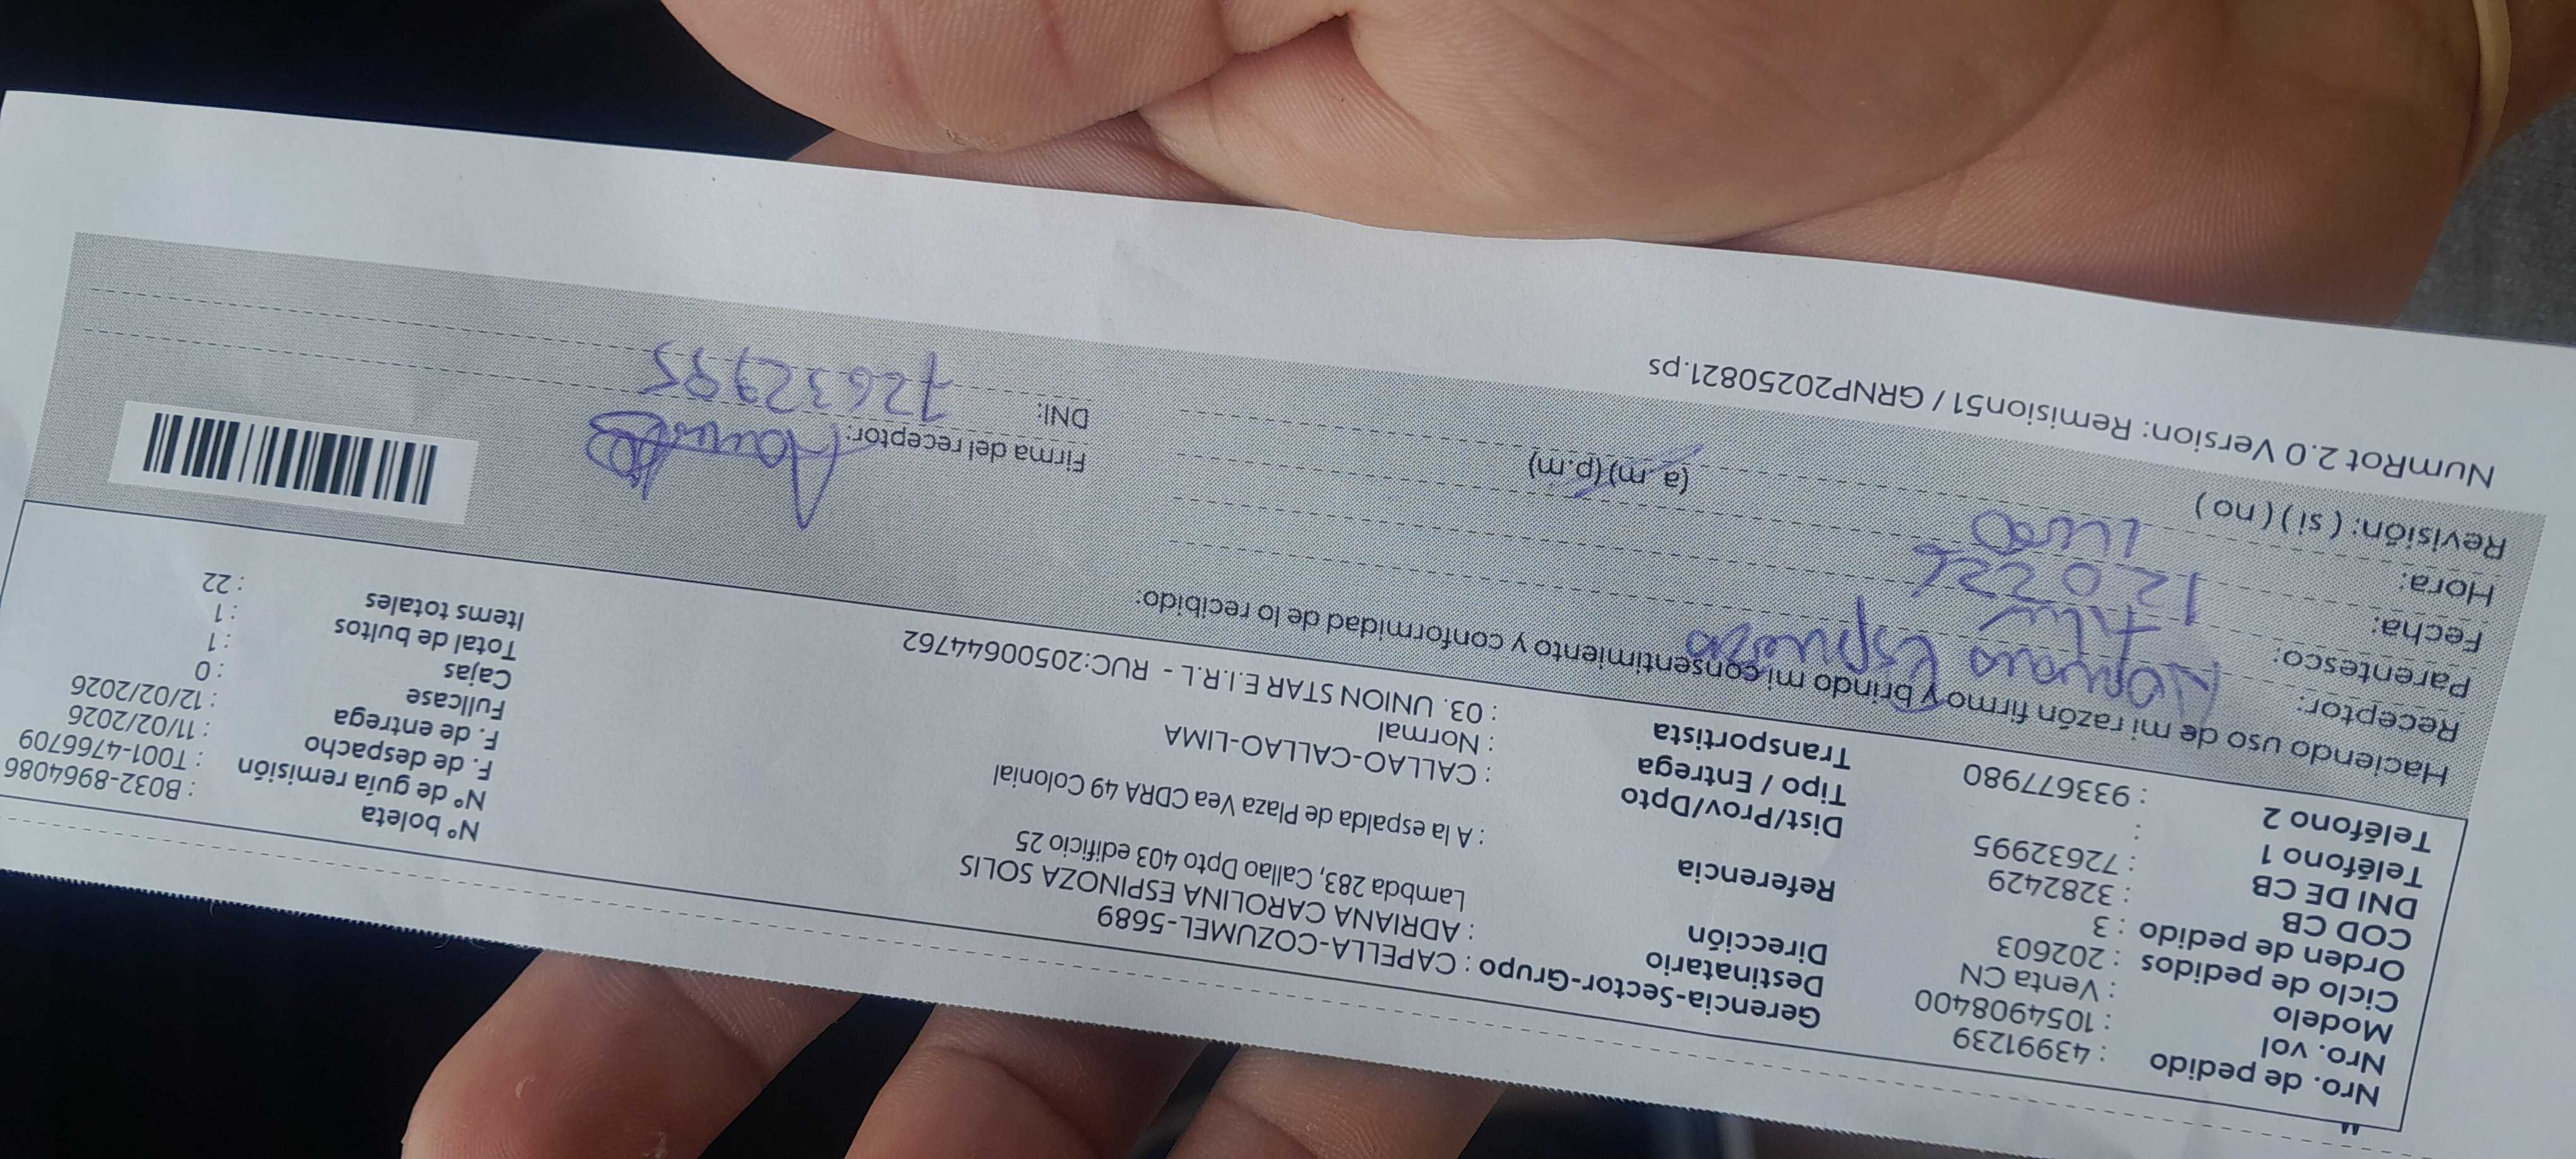 Nro. de pedido : 43991239
Nro. vol : 1054908400
Modelo : Venta CN
Ciclo de pedidos : 202603
Orden de pedido : 3
COD CB : 3282429
DNI DE CB : 72632995
Teléfono 1 :
Teléfono 2 : 933677980
Gerencia-Sector-Grupo : CAPELLA-COZUMEL-5689
Destinatario : ADRIANA CAROLINA ESPINOZA SOLIS
Dirección Lambda 283, Callao Dpto 403 edificio 25
Referencia : A la espalda de Plaza Vea CDRA 49 Colonial
Dist/Prov/Dpto : CALLAO-CALLAO-LIMA
Tipo / Entrega : Normal
Transportista : 03. UNION STAR E.I.R.L - RUC:20500644762
N° boleta : B032-8964086
N° de guía remisión : T001-4766709
F. de despacho : 11/02/2026
F. de entrega : 12/02/2026
Fullcase : 0
Cajas : 1
Total de bultos : 1
Items totales : 22
Haciendo uso de mi razón firmo y brindo mi consentimiento y conformidad de lo recibido:
Receptor: Espinoza
Parentesco:
Fecha: 120226
Hora: (a. m) (p.m)
Revisión: ( si ) ( no )
Firma del receptor:
DNI: 72632995
NumRot 2.0 Version: Remision51 / GRNP20250821.ps